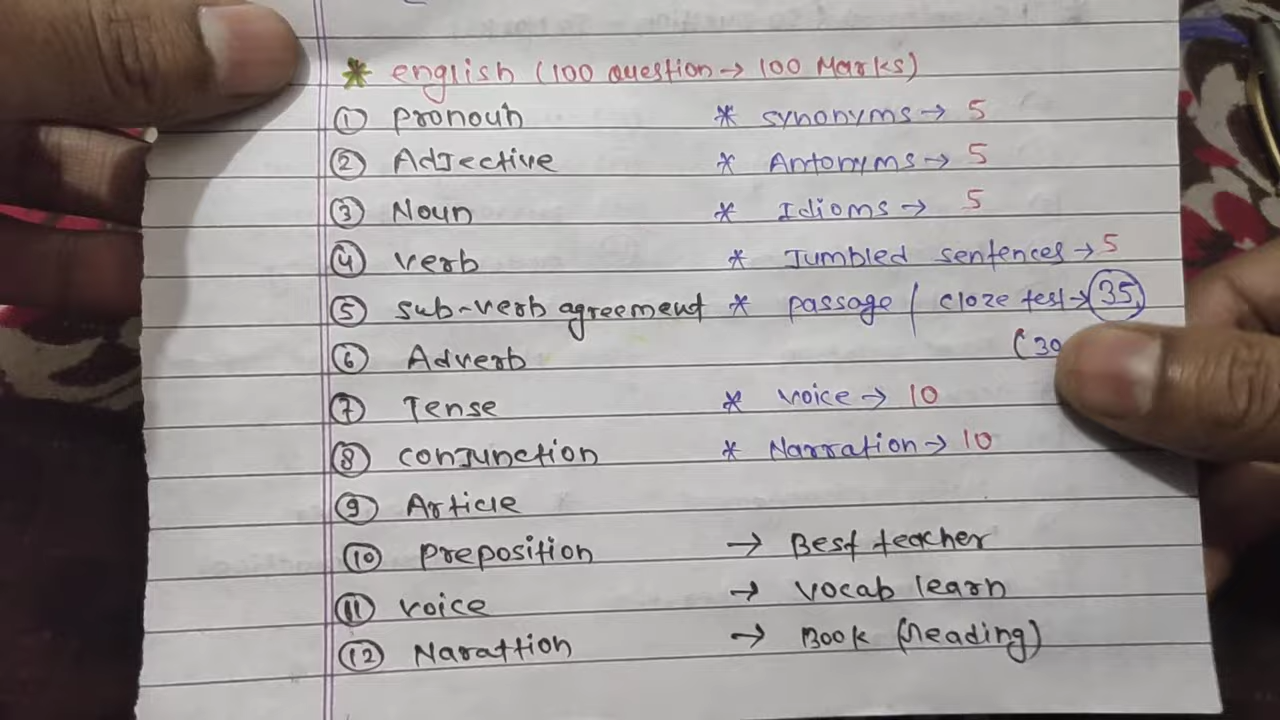 * english (100 question → 100 Marks)
① pronoun * synonyms → 5
② Adjective * Antonyms → 5
③ Noun * Idioms → 5
④ verb * Jumbled sentences → 5
⑤ sub-verb agreement * passage / cloze test → 35
⑥ Adverb (30
⑦ Tense * voice → 10
⑧ conjunction * Narration → 10
⑨ Article
⑩ preposition → Best teacher
⑪ voice → vocab learn
⑫ Narattion → Book (reading)